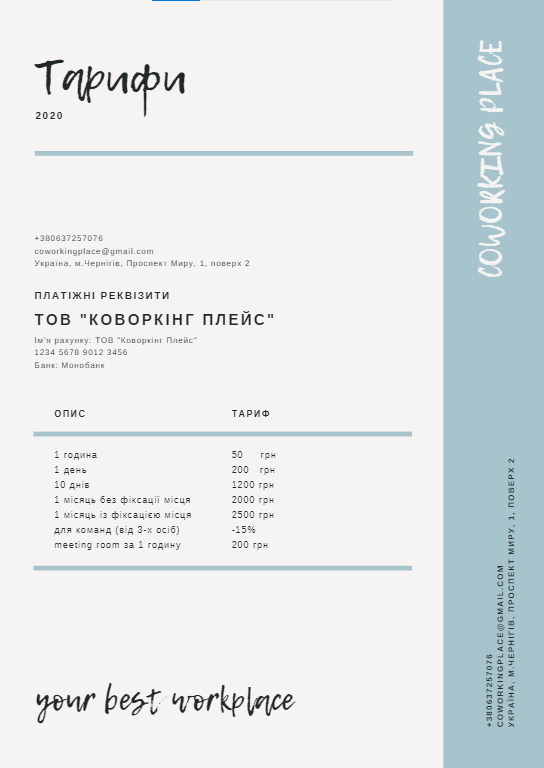 Тарифи
2020
+380637257076
coworkingplace@gmail.com
Україна, м.Чернігів, Проспект Миру, 1, поверх 2
ПЛАТІЖНІ РЕКВІЗИТИ
ТОВ "КОВОРКІНГ ПЛЕЙС"
Ім'я рахунку: ТОВ "Коворкінг Плейс"
1234 5678 9012 3456
Банк: Монобанк
ОПИС ТАРИФ
1 година 50 грн
1 день 200 грн
10 днів 1200 грн
1 місяць без фіксації місця 2000 грн
1 місяць із фіксацією місця 2500 грн
для команд (від 3-х осіб) -15%
meeting room за 1 годину 200 грн
your best workplace
COWORKING PLACE
+380637257076
COWORKINGPLACE@GMAIL.COM
УКРАЇНА, М.ЧЕРНІГІВ, ПРОСПЕКТ МИРУ, 1, ПОВЕРХ 2